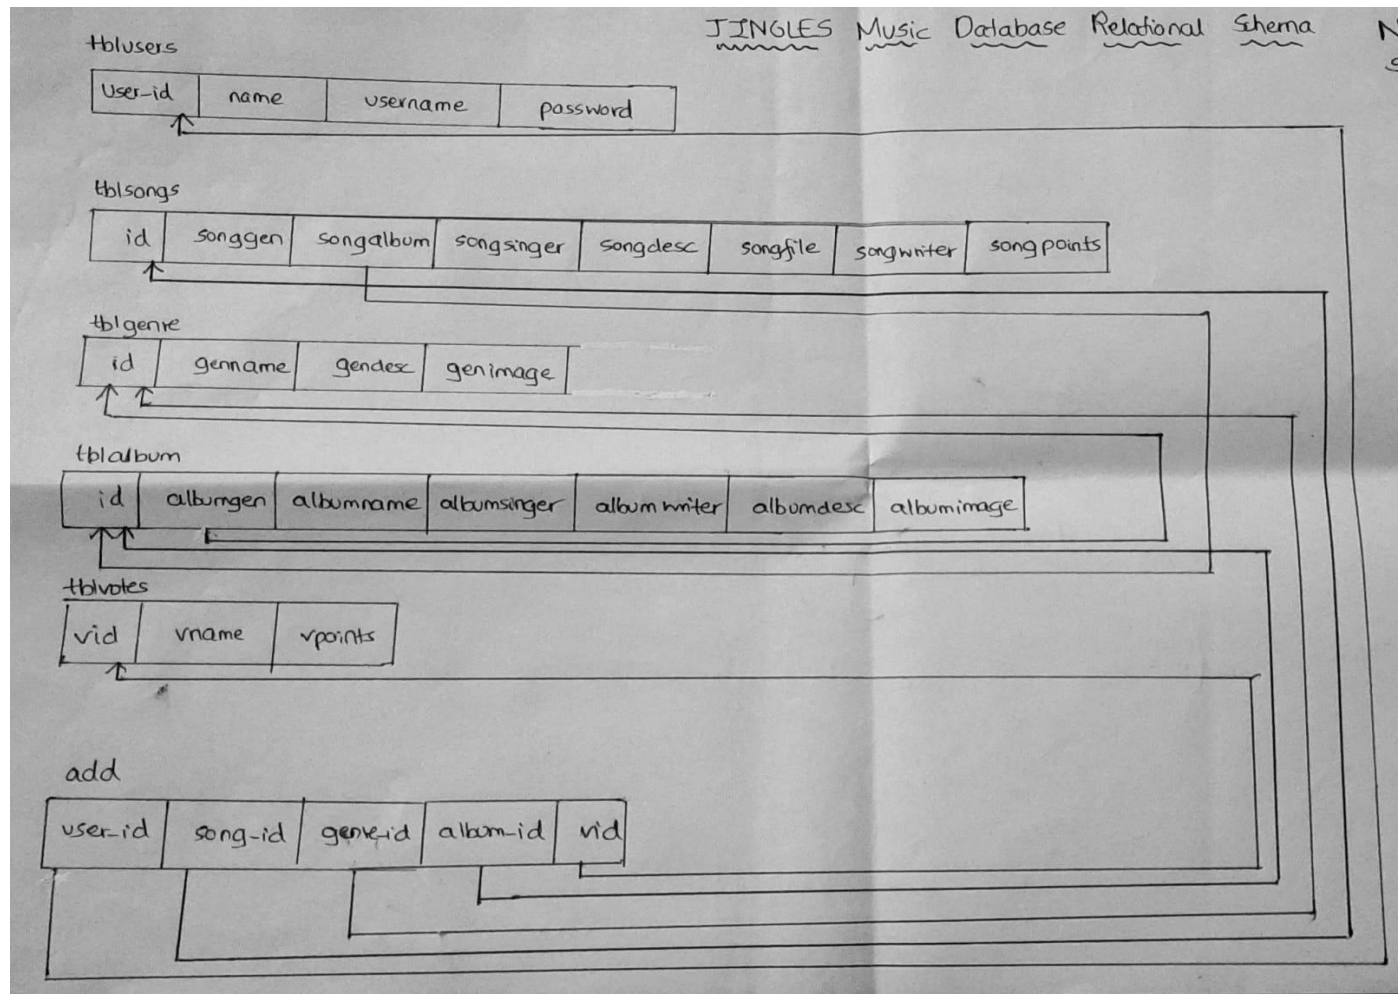 JINGLES Music Database Relational Schema N
S
tblusers
User-id name username password
tblsongs
id songgen songalbum songsinger songdesc songfile songwriter songpoints
tblgenre
id genname gendesc genimage
tblalbum
id albumgen albumname albumsinger albumwriter albumdesc albumimage
tblvotes
vid vname vpoints
add
user-id song-id genre-id album-id vid